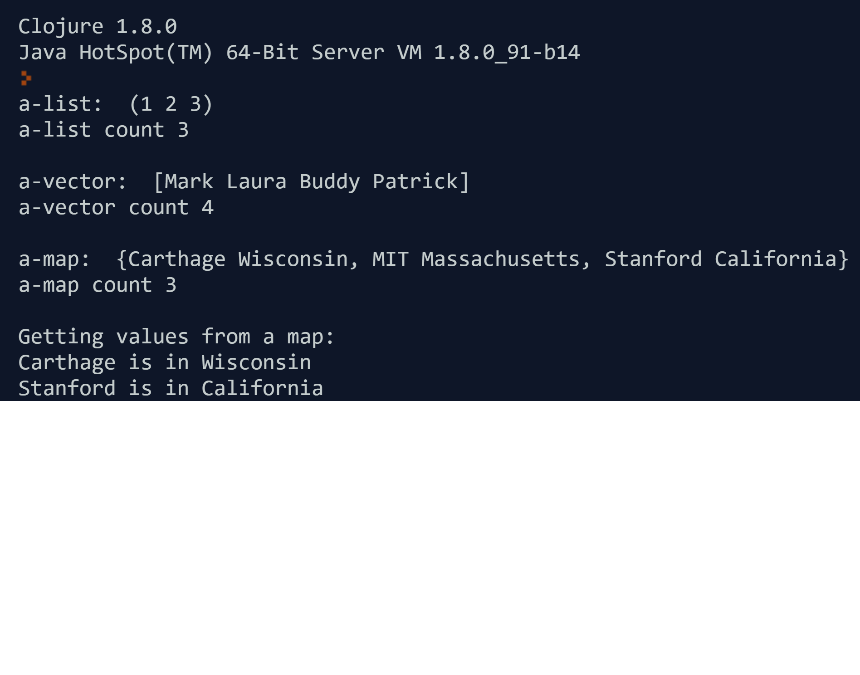 Clojure 1.8.0
Java HotSpot(TM) 64-Bit Server VM 1.8.0_91-b14
>
a-list:  (1 2 3)
a-list count 3
a-vector:  [Mark Laura Buddy Patrick]
a-vector count 4
a-map:  {Carthage Wisconsin, MIT Massachusetts, Stanford California}
a-map count 3
Getting values from a map:
Carthage is in Wisconsin
Stanford is in California